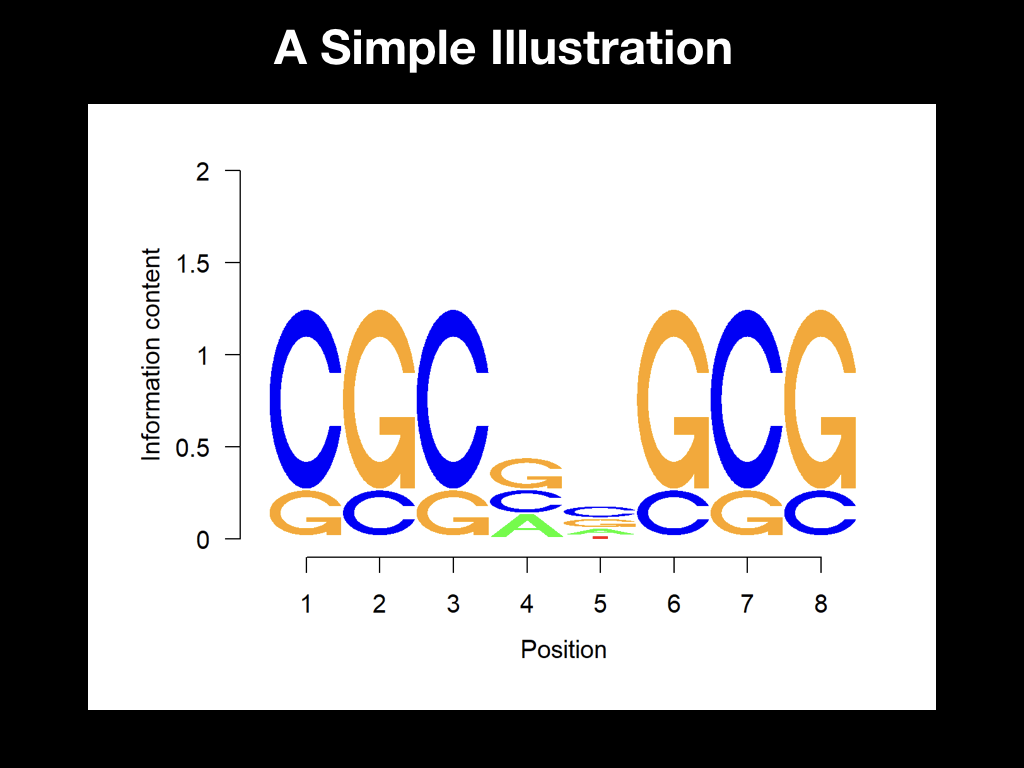 A Simple Illustration
2
1.5
1
0.5
0
Information content
C G C G G C G
G C G C C C G C
A G
A
T
1 2 3 4 5 6 7 8
Position